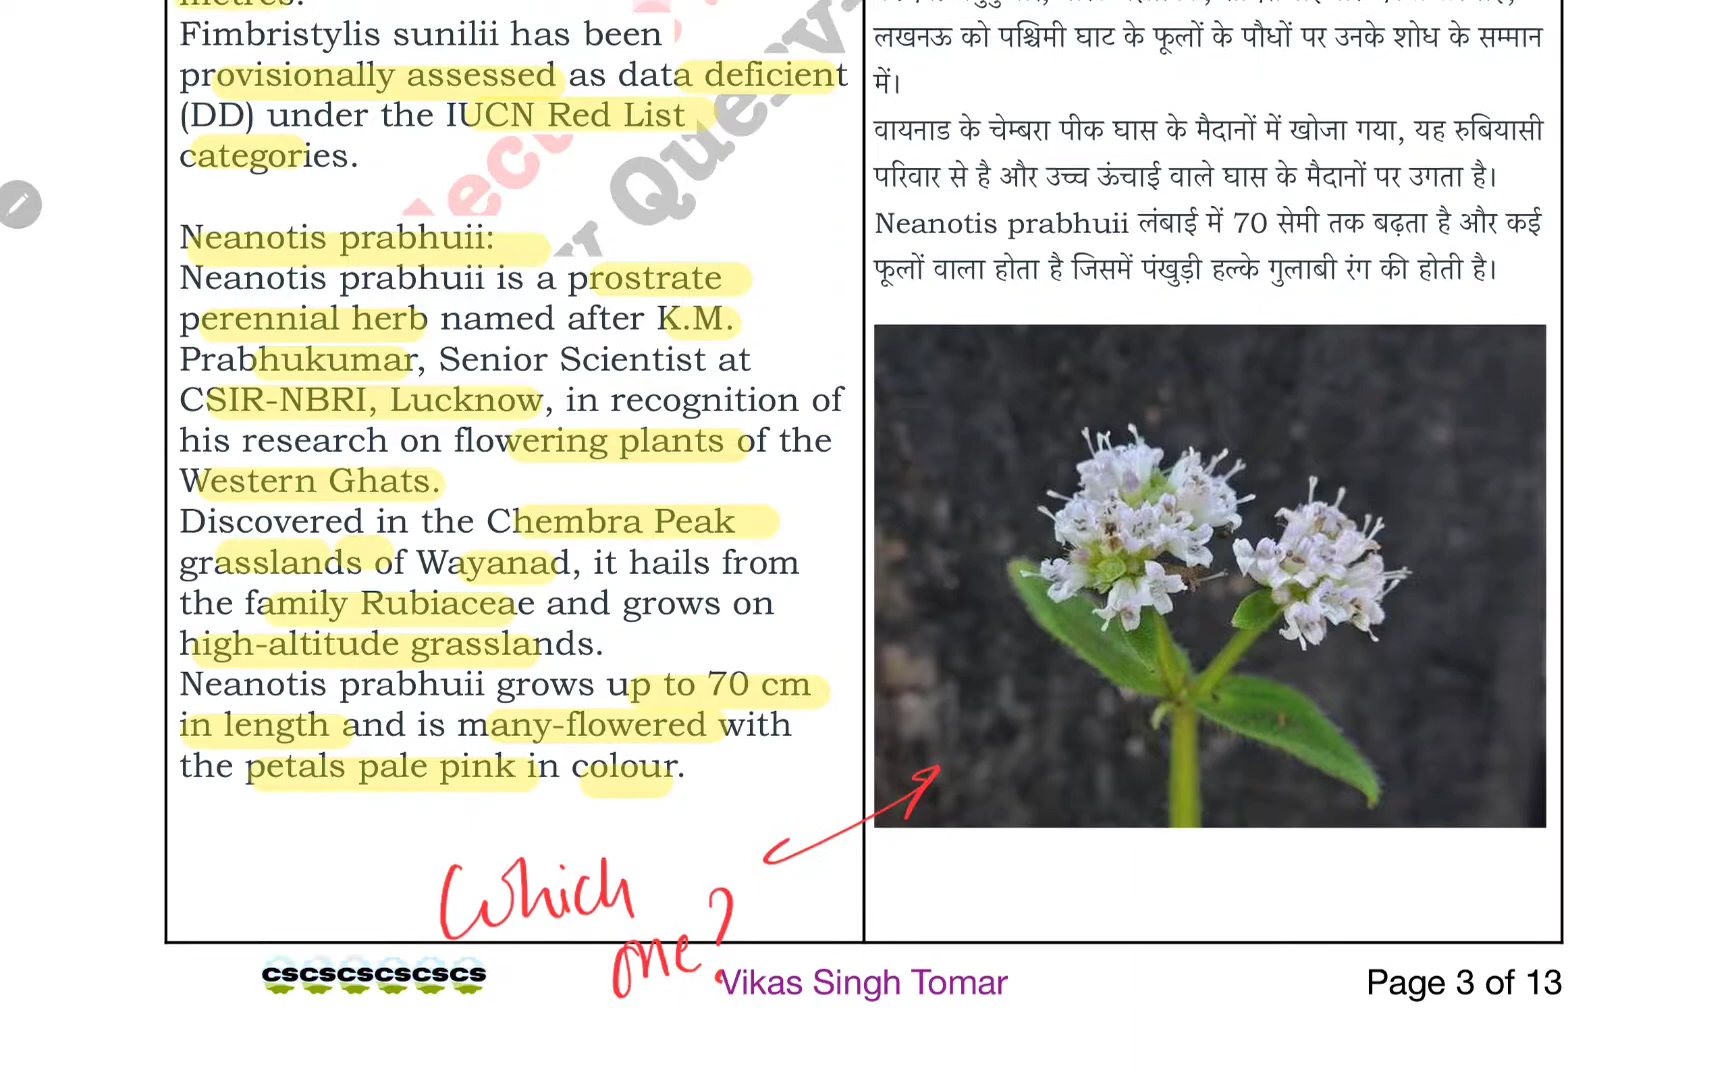 Fimbristylis sunilii has been
provisionally assessed as data deficient
(DD) under the IUCN Red List
categories.
Neanotis prabhuii:
Neanotis prabhuii is a prostrate
perennial herb named after K.M.
Prabhukumar, Senior Scientist at
CSIR-NBRI, Lucknow, in recognition of
his research on flowering plants of the
Western Ghats.
Discovered in the Chembra Peak
grasslands of Wayanad, it hails from
the family Rubiaceae and grows on
high-altitude grasslands.
Neanotis prabhuii grows up to 70 cm
in length and is many-flowered with
the petals pale pink in colour.
लखनऊ को पश्चिमी घाट के फूलों के पौधों पर उनके शोध के सम्मान
में।
वायनाड के चेम्बरा पीक घास के मैदानों में खोजा गया, यह रुबियासी
परिवार से है और उच्च ऊंचाई वाले घास के मैदानों पर उगता है।
Neanotis prabhuii लंबाई में 70 सेमी तक बढ़ता है और कई
फूलों वाला होता है जिसमें पंखुड़ी हल्के गुलाबी रंग की होती है।
Which
one?
cscscscscscs
Vikas Singh Tomar
Page 3 of 13